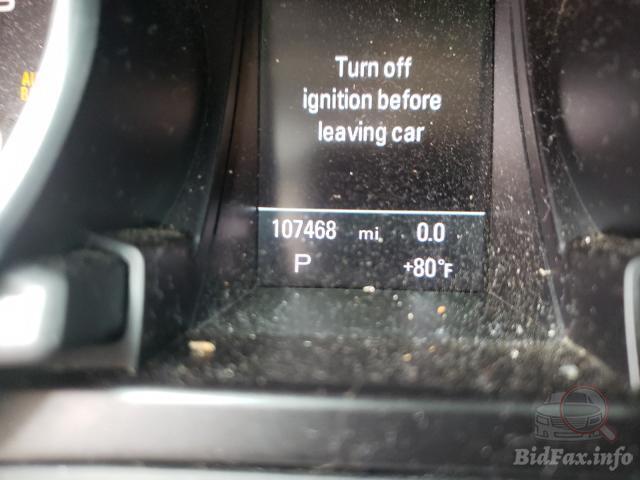 Turn off
ignition before
leaving car
107468 mi 0.0
P +80°F
BidFax.info